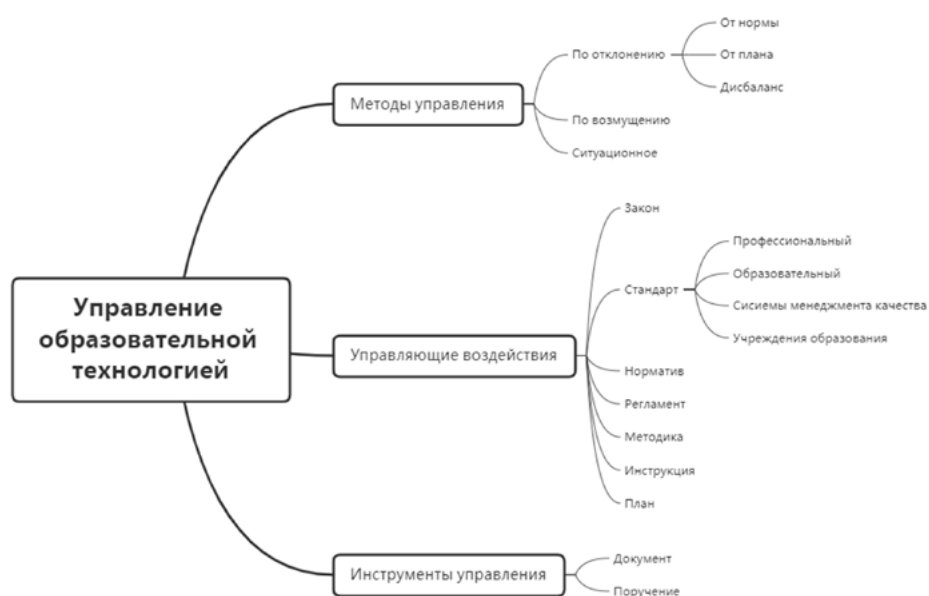 Управление
образовательной
технологией
Методы управления
По отклонению
От нормы
От плана
Дисбаланс
По возмущению
Ситуационное
Управляющие воздействия
Закон
Стандарт
Профессиональный
Образовательный
Сисиемы менеджмента качества
Учреждения образования
Норматив
Регламент
Методика
Инструкция
План
Инструменты управления
Документ
Поручение